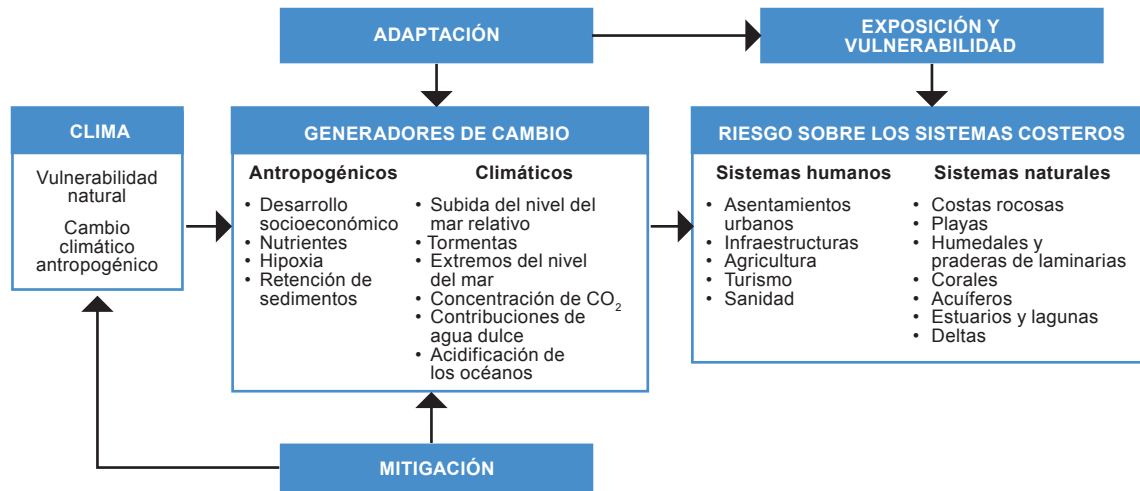 ADAPTACIÓN
EXPOSICIÓN Y
VULNERABILIDAD
CLIMA
Vulnerabilidad
natural
Cambio
climático
antropogénico
GENERADORES DE CAMBIO
Antropogénicos
• Desarrollo
socioeconómico
• Nutrientes
• Hipoxia
• Retención de
sedimentos
Climáticos
• Subida del nivel del
mar relativo
• Tormentas
• Extremos del nivel
del mar
• Concentración de CO2
• Contribuciones de
agua dulce
• Acidificación de
los océanos
RIESGO SOBRE LOS SISTEMAS COSTEROS
Sistemas humanos
• Asentamientos
urbanos
• Infraestructuras
• Agricultura
• Turismo
• Sanidad
Sistemas naturales
• Costas rocosas
• Playas
• Humedales y
praderas de laminarias
• Corales
• Acuíferos
• Estuarios y lagunas
• Deltas
MITIGACIÓN